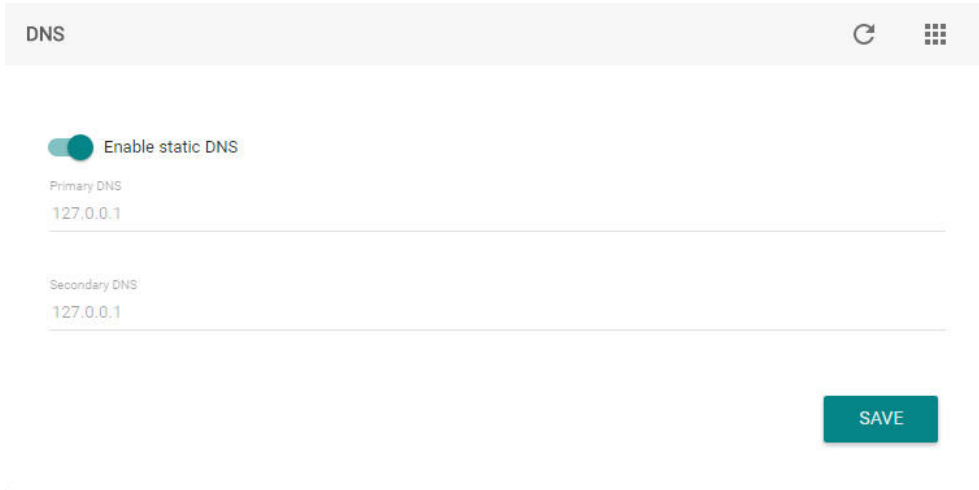 DNS
Enable static DNS
Primary DNS
127.0.0.1
Secondary DNS
127.0.0.1
SAVE